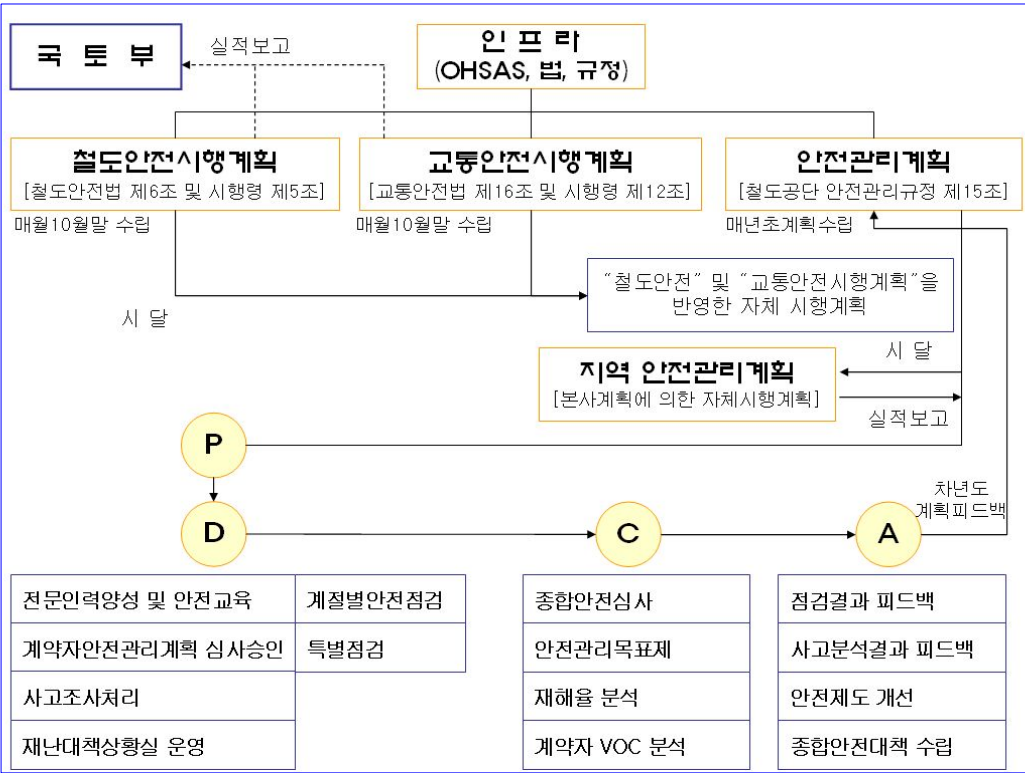 국 토 부
실적보고
인 프 라
(OHSAS, 법, 규정)
철도안전시행계획
[철도안전법 제6조 및 시행령 제5조]
매월10월말 수립
교통안전시행계획
[교통안전법 제16조 및 시행령 제12조]
매월10월말 수립
안전관리계획
[철도공단 안전관리규정 제15조]
매년초계획수립
“철도안전” 및 “교통안전시행계획”을
반영한 자체 시행계획
시 달
시 달
지역 안전관리계획
[본사계획에 의한 자체시행계획]
실적보고
P
차년도
계획피드백
D
C
A
전문인력양성 및 안전교육
계절별안전점검
계약자안전관리계획 심사승인
특별점검
사고조사처리
재난대책상황실 운영
종합안전심사
안전관리목표제
재해율 분석
계약자 VOC 분석
점검결과 피드백
사고분석결과 피드백
안전제도 개선
종합안전대책 수립